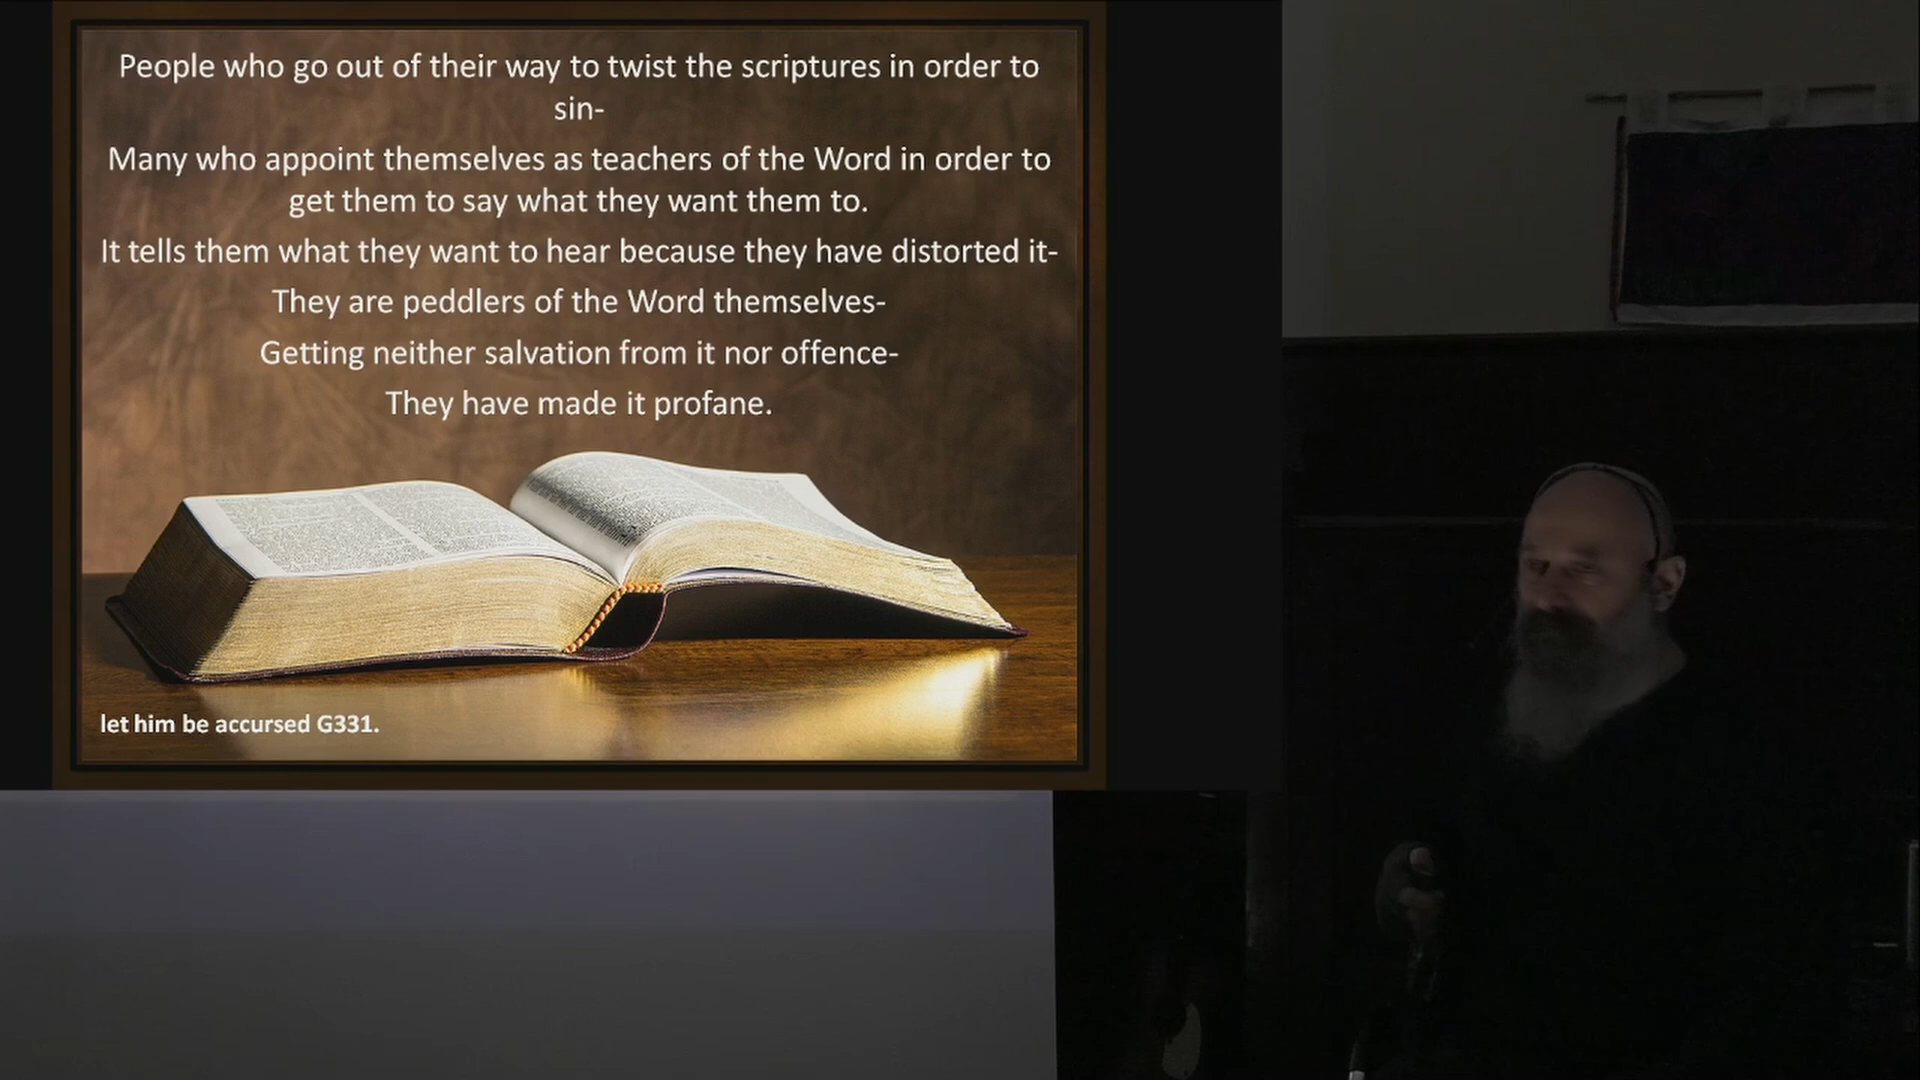 People who go out of their way to twist the scriptures in order to
sin-
Many who appoint themselves as teachers of the Word in order to
get them to say what they want them to.
It tells them what they want to hear because they have distorted it-
They are peddlers of the Word themselves-
Getting neither salvation from it nor offence-
They have made it profane.
let him be accursed G331.